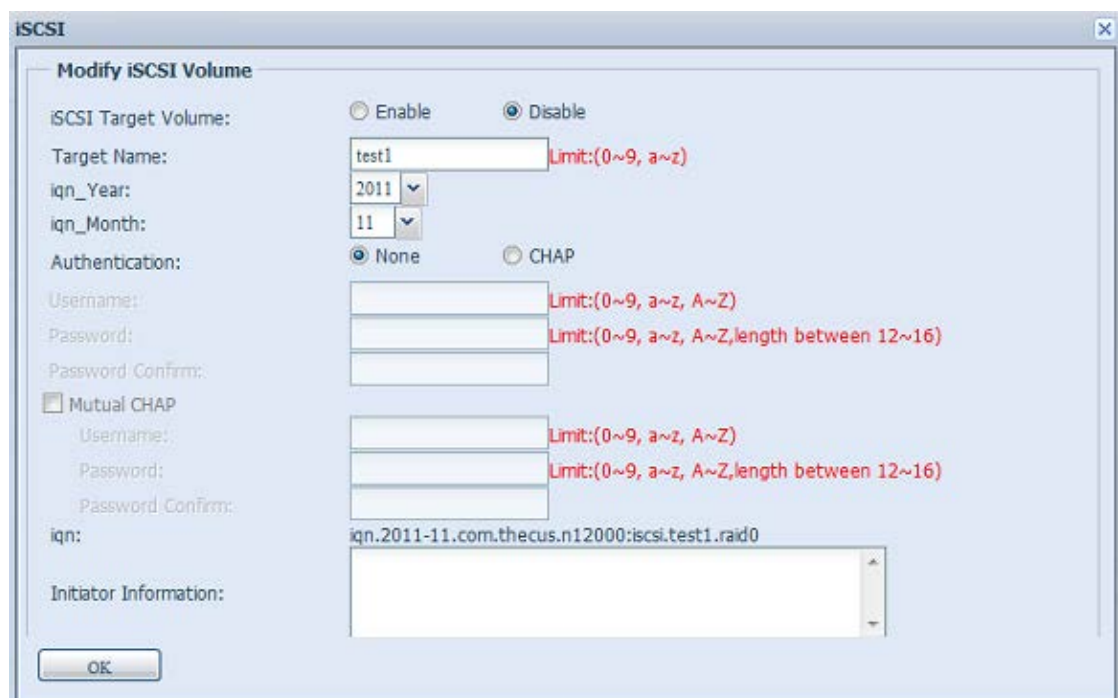 iSCSI
Modify iSCSI Volume
iSCSI Target Volume: Enable Disable
Target Name: test1 Limit:(0~9, a~z)
iqn_Year: 2011
iqn_Month: 11
Authentication: None CHAP
Username: Limit:(0~9, a~z, A~Z)
Password: Limit:(0~9, a~z, A~Z,length between 12~16)
Password Confirm:
Mutual CHAP
Username: Limit:(0~9, a~z, A~Z)
Password: Limit:(0~9, a~z, A~Z,length between 12~16)
Password Confirm:
iqn: iqn.2011-11.com.thecus.n12000:iscsi.test1.raid0
Initiator Information:
OK